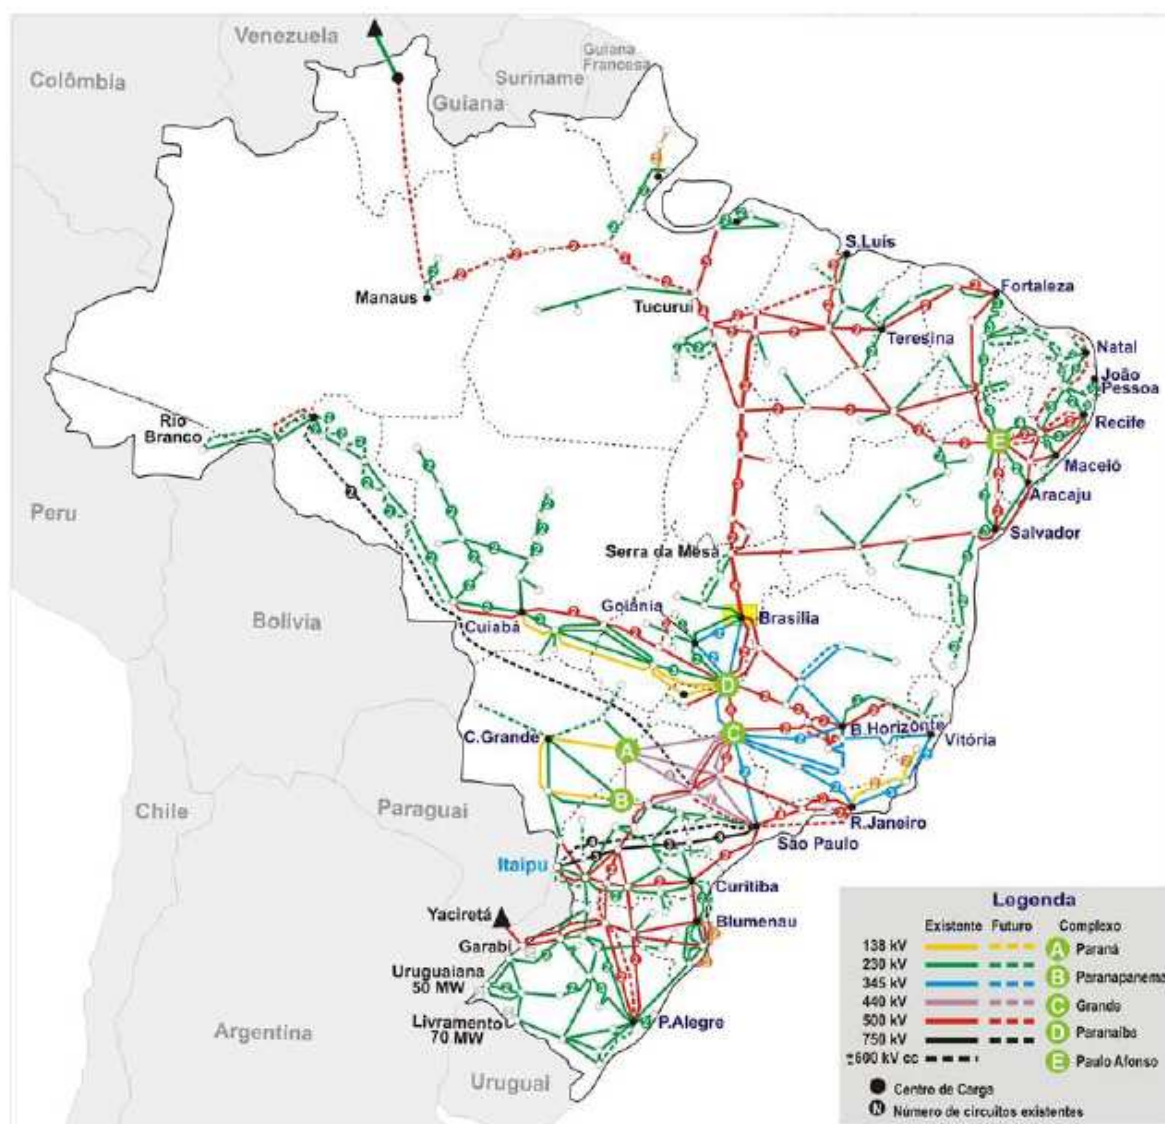 Venezuela
Guiana
Francesa
Colômbia
Suriname
Guiana
S.Luís
Manaus
Fortaleza
Tucuruí
Teresina
Natal
João
Pessoa
Rio
Branco
Recife
E
Maceió
Aracaju
Peru
Salvador
Serra da Mesa
Bolívia
Goiânia
Brasília
Cuiabá
D
C.Grande
A
C
B.Horizonte
Vitória
Chile
Paraguai
B
R.Janeiro
São Paulo
Itaipu
Curitiba
Yaciretá
Blumenau
Garabi
Uruguaiana
50 MW
Livramento
70 MW
P.Alegre
Argentina
Uruguai
Legenda
Existente Futuro Complexo
138 kV A Paraná
230 kV B Paranapanema
345 kV
440 kV C Grande
500 kV D Paranaíba
750 kV
±600 kV cc E Paulo Afonso
Centro de Carga
N Número de circuitos existentes